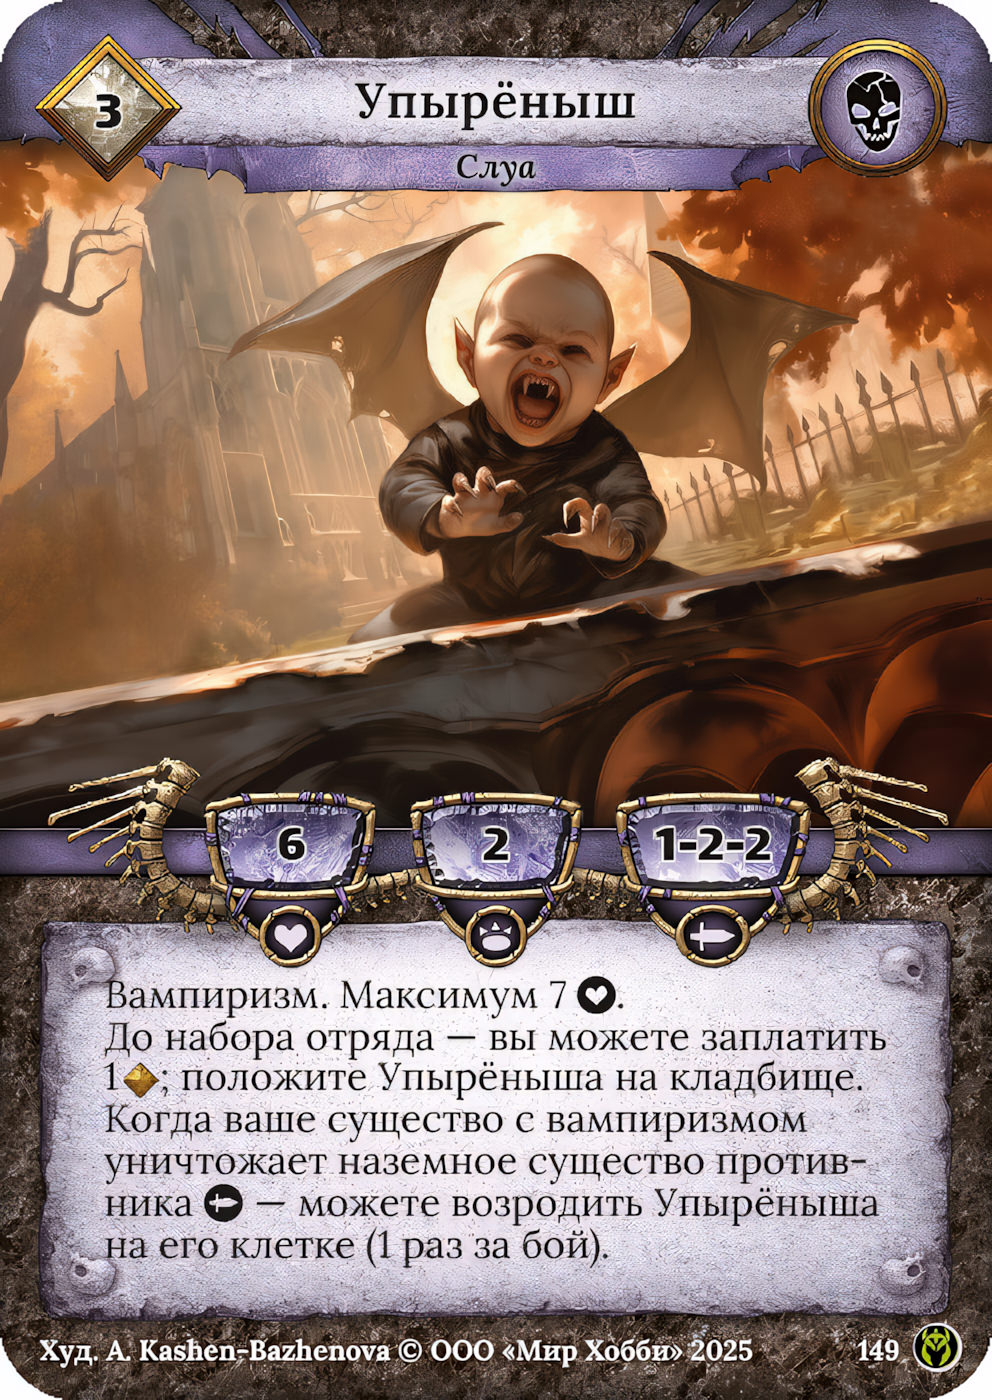 3
Упырёныш
Слуа
6
2
1-2-2
Вампиризм. Максимум 7 .
До набора отряда — вы можете заплатить
1 ; положите Упырёныша на кладбище.
Когда ваше существо с вампиризмом
уничтожает наземное существо против-
ника — можете возродить Упырёныша
на его клетке (1 раз за бой).
Худ. A. Kashen-Bazhenova © ООО «Мир Хобби» 2025
149